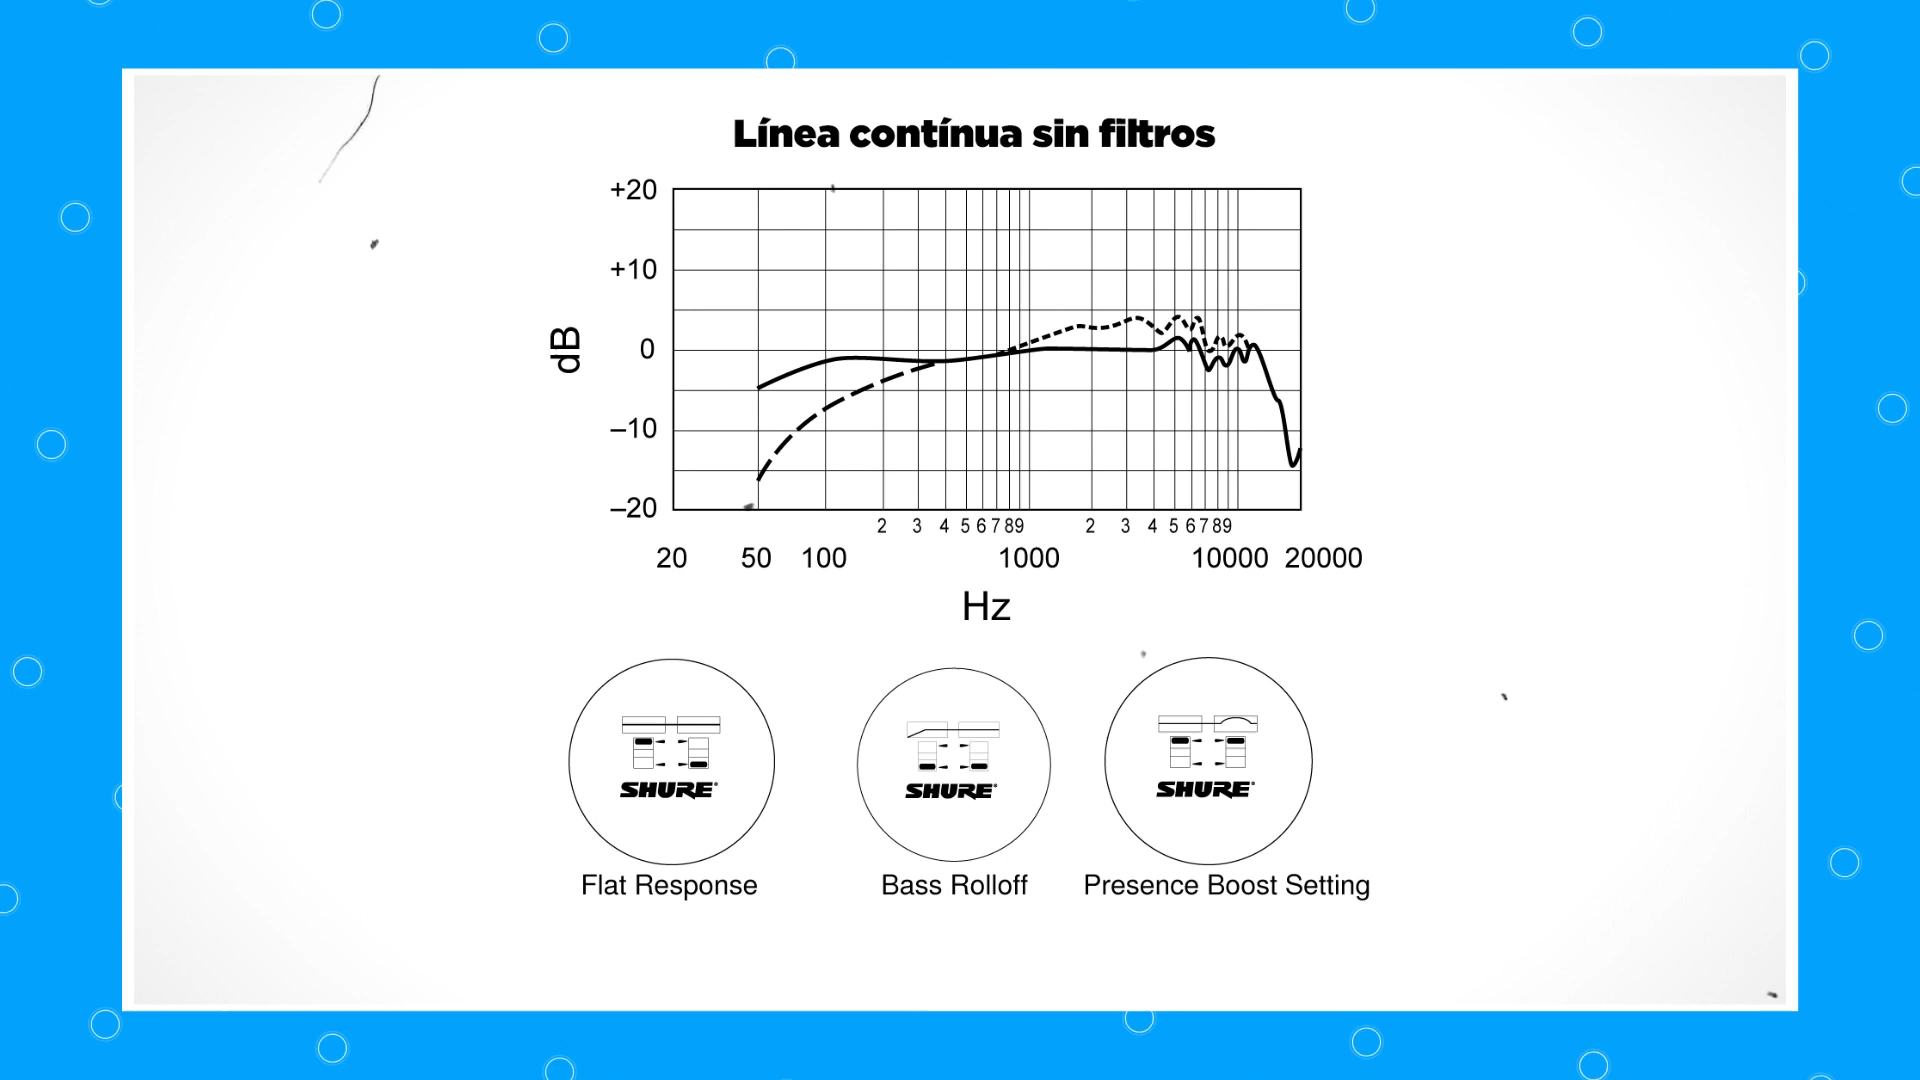 Línea contínua sin filtros
+20
+10
0
–10
–20
dB
2 3 4 5 6 7 8 9 2 3 4 5 6 7 8 9
20 50 100 1000 10000 20000
Hz
SHURE SHURE SHURE
Flat Response Bass Rolloff Presence Boost Setting